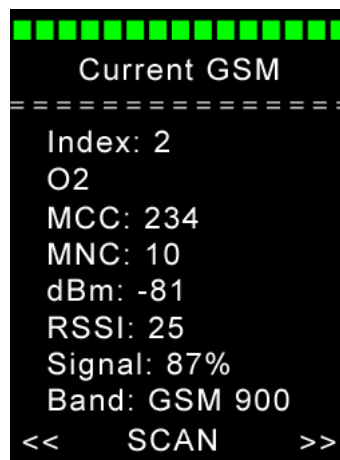 Current GSM
================
Index: 2
O2
MCC: 234
MNC: 10
dBm: -81
RSSI: 25
Signal: 87%
Band: GSM 900
<< SCAN >>